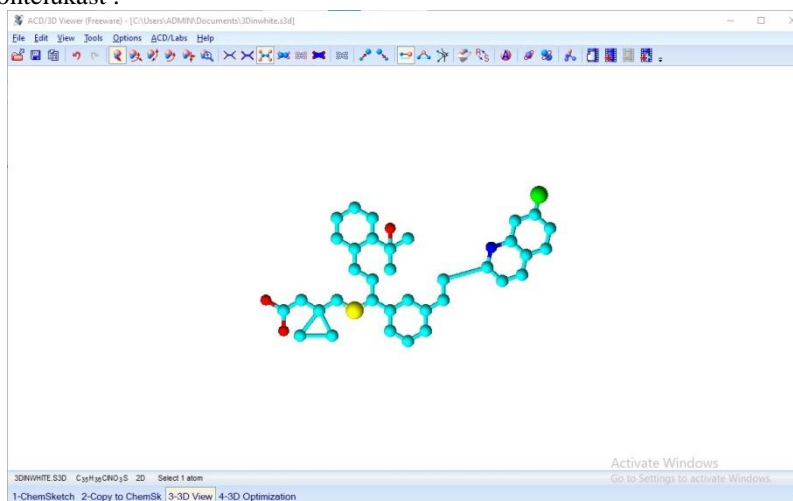 ACD/3D Viewer (Freeware) - [C:\Users\ADMIN\Documents\3Dinwhite.s3d]
File Edit View Tools Options ACD/Labs Help
Activate Windows
Go to Settings to activate Windows.
3DINWHITE.S3D C₃₅H₃₆ClNO₃S 2D Select 1 atom
1-ChemSketch 2-Copy to ChemSk 3-3D View 4-3D Optimization